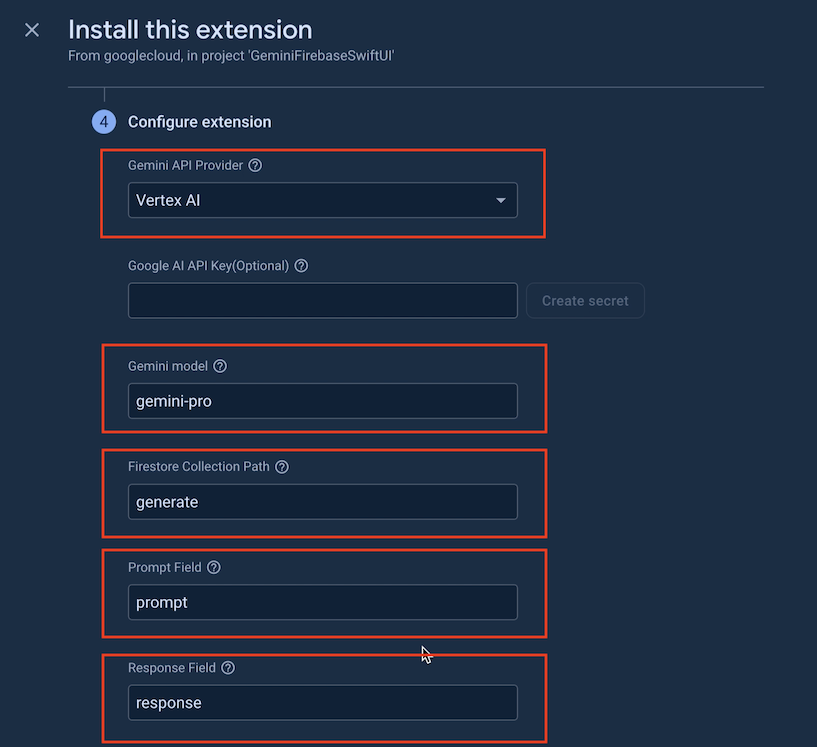 Install this extension
From googlecloud, in project 'GeminiFirebaseSwiftUI'
4 Configure extension
Gemini API Provider ?
Vertex AI
Google AI API Key(Optional) ?
Create secret
Gemini model ?
gemini-pro
Firestore Collection Path ?
generate
Prompt Field ?
prompt
Response Field ?
response